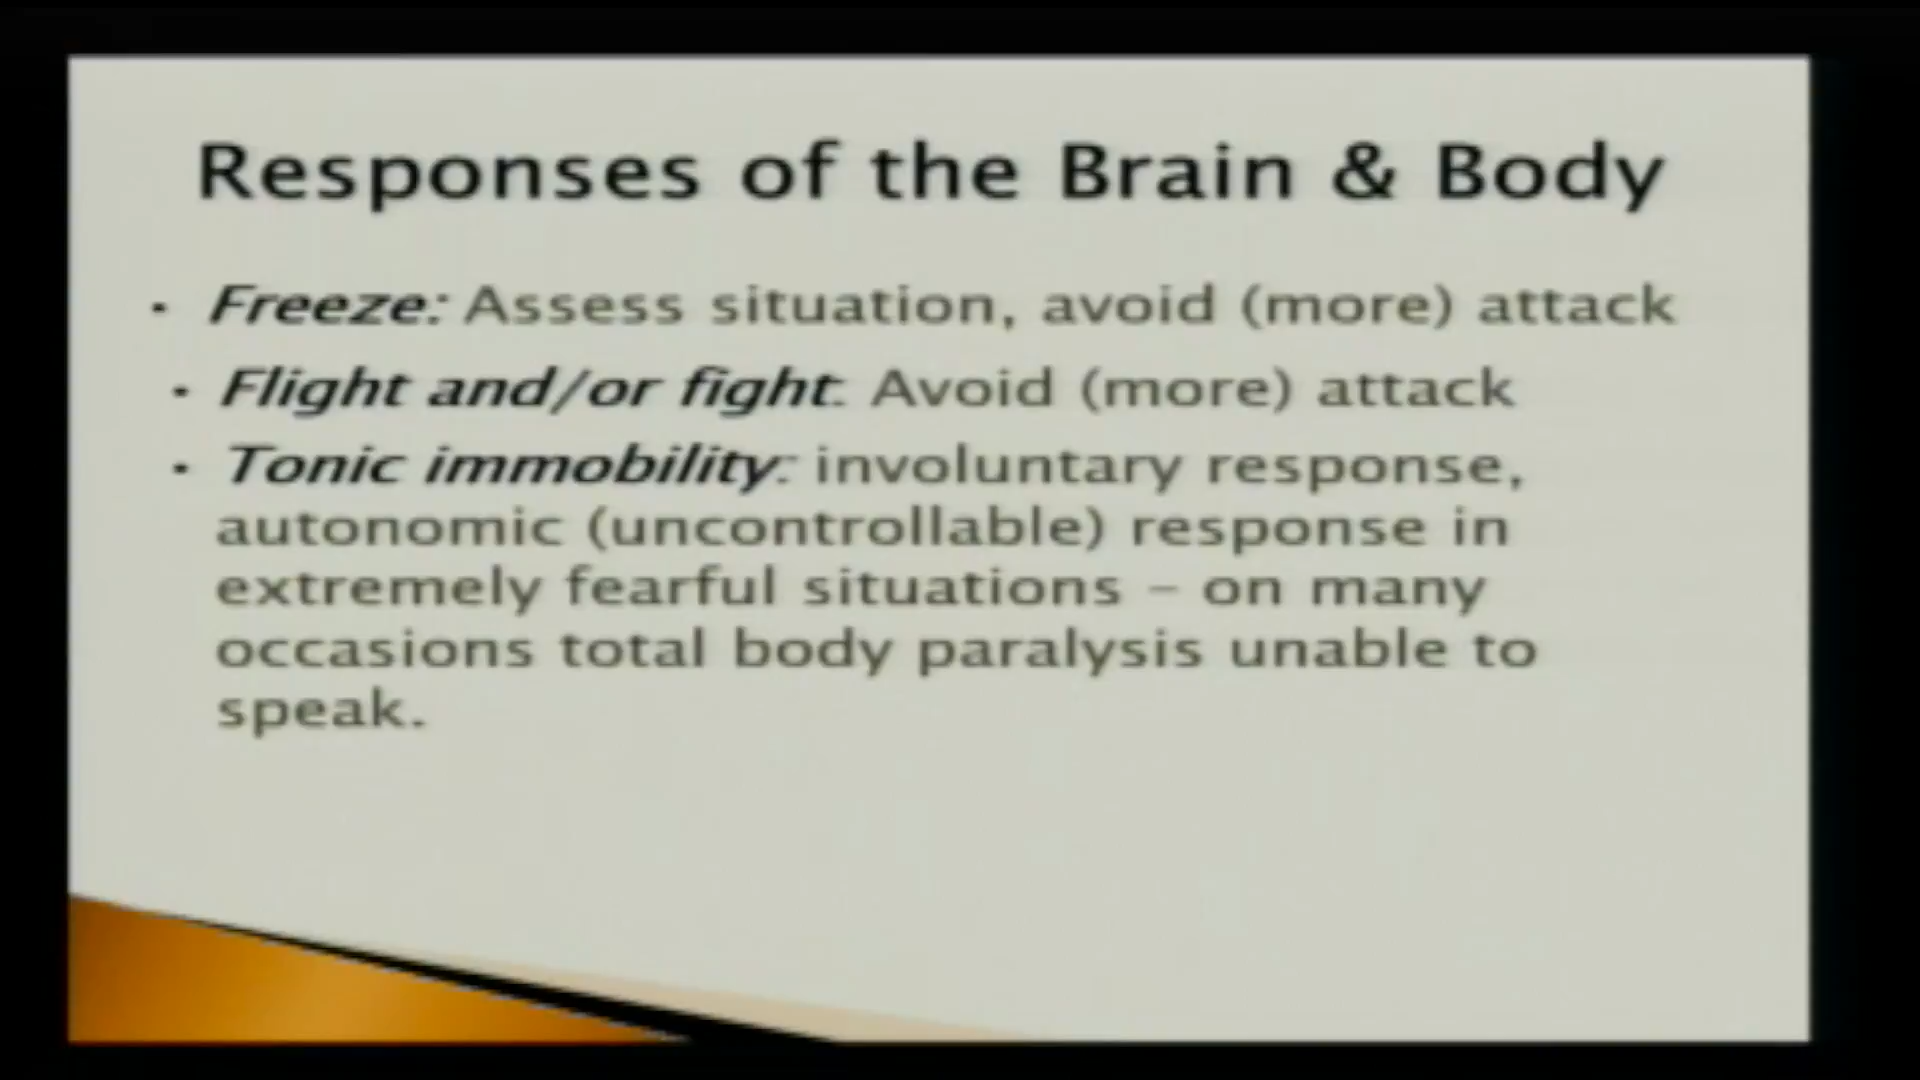 Responses of the Brain & Body
• Freeze: Assess situation, avoid (more) attack
• Flight and/or fight: Avoid (more) attack
• Tonic immobility: involuntary response,
autonomic (uncontrollable) response in
extremely fearful situations – on many
occasions total body paralysis unable to
speak.